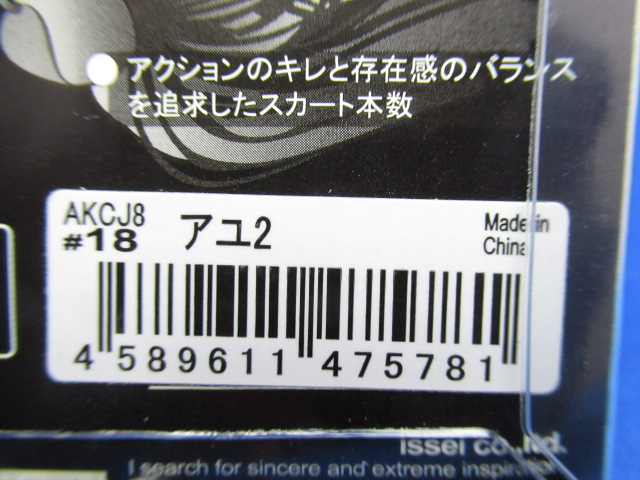 ●アクションのキレと存在感のバランス
を追求したスカート本数
AKCJ8
#18
アユ2
Made in
China
4 589611 475781
issei co.,ltd.
I search for sincere and extreme inspiration